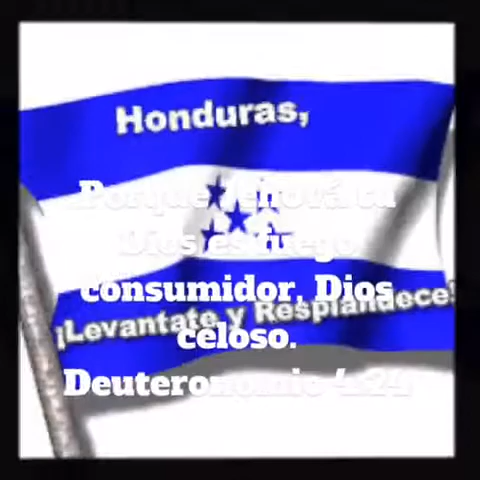 Honduras,
Porque Jehová tu
Dios es fuego
consumidor, Dios
¡Levantate y Resplandece!
celoso.
Deuteronomio 4:24